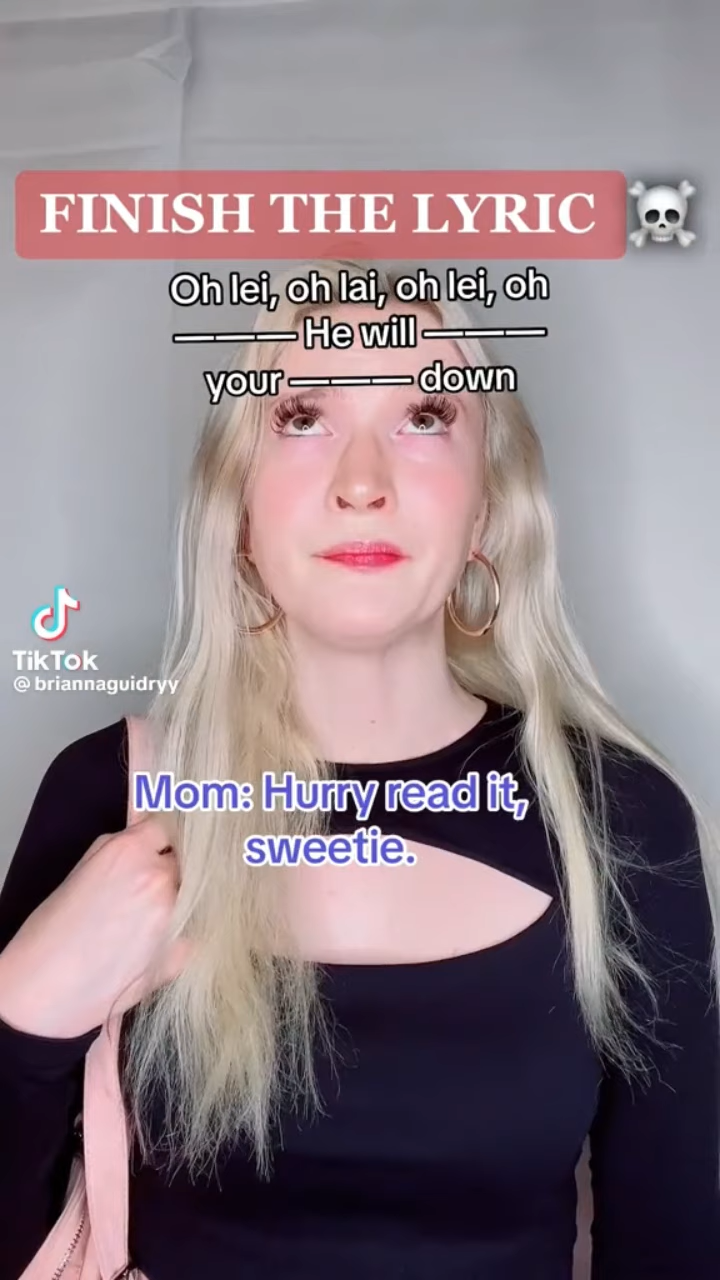 FINISH THE LYRIC
Oh lei, oh lai, oh lei, oh
———— He will ————
your ———— down
TikTok
@briannaguidryy
Mom: Hurry read it,
sweetie.